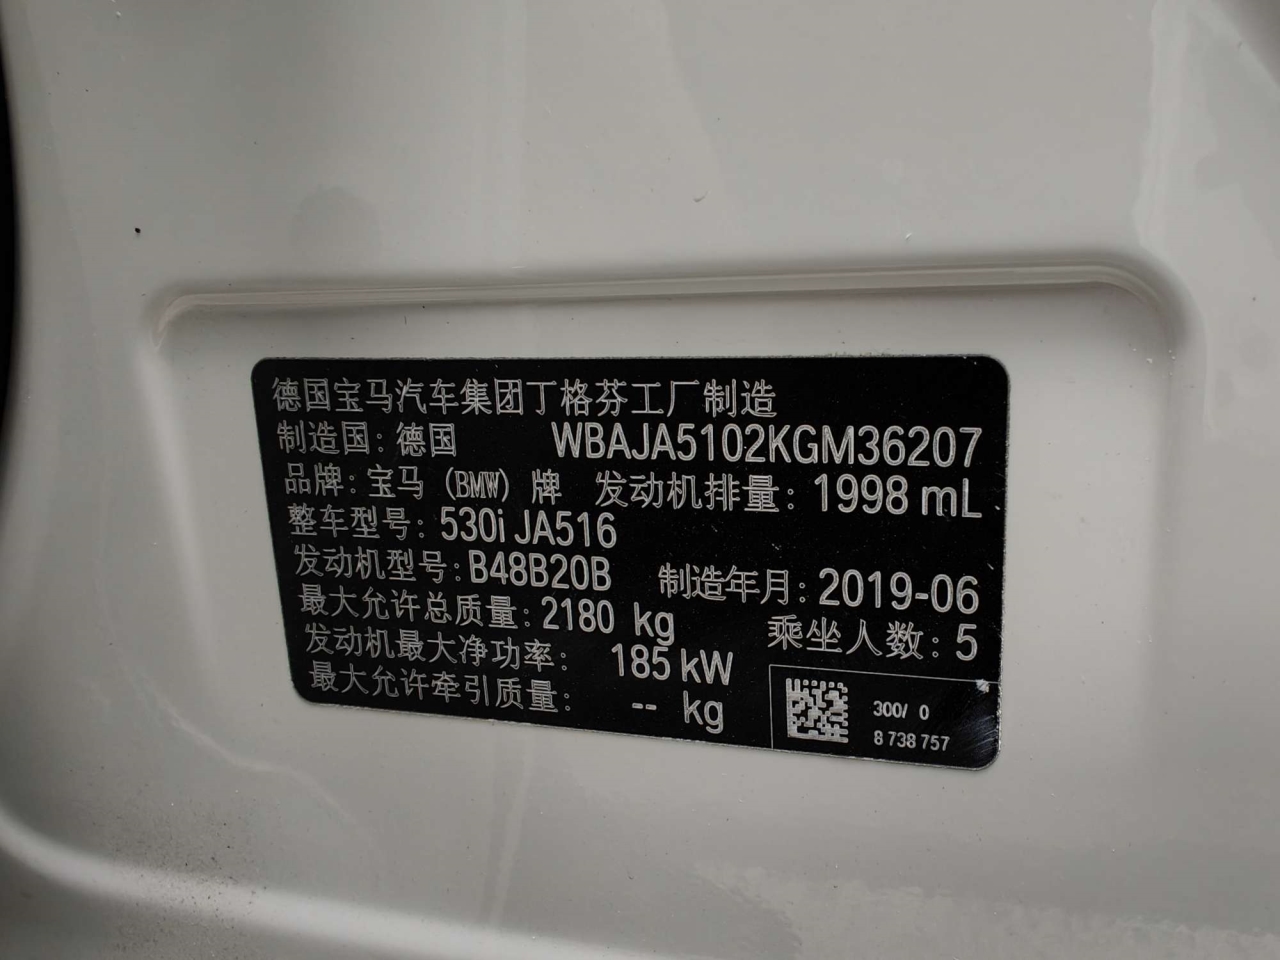 德国宝马汽车集团丁格芬工厂制造
制造国：德国 WBAJA5102KGM36207
品牌：宝马（BMW）牌 发动机排量：1998 mL
整车型号：530i JA516
发动机型号：B48B20B 制造年月：2019-06
最大允许总质量：2180 kg 乘坐人数：5
发动机最大净功率：185 kW
最大允许牵引质量：-- kg
300/ 0
8 738 757